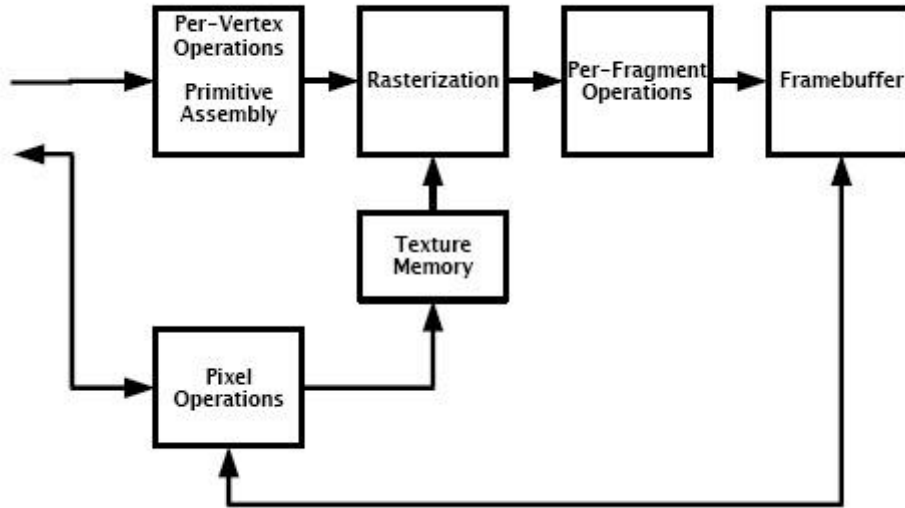 Per-Vertex
Operations
Primitive
Assembly
Rasterization
Per-Fragment
Operations
Framebuffer
Texture
Memory
Pixel
Operations